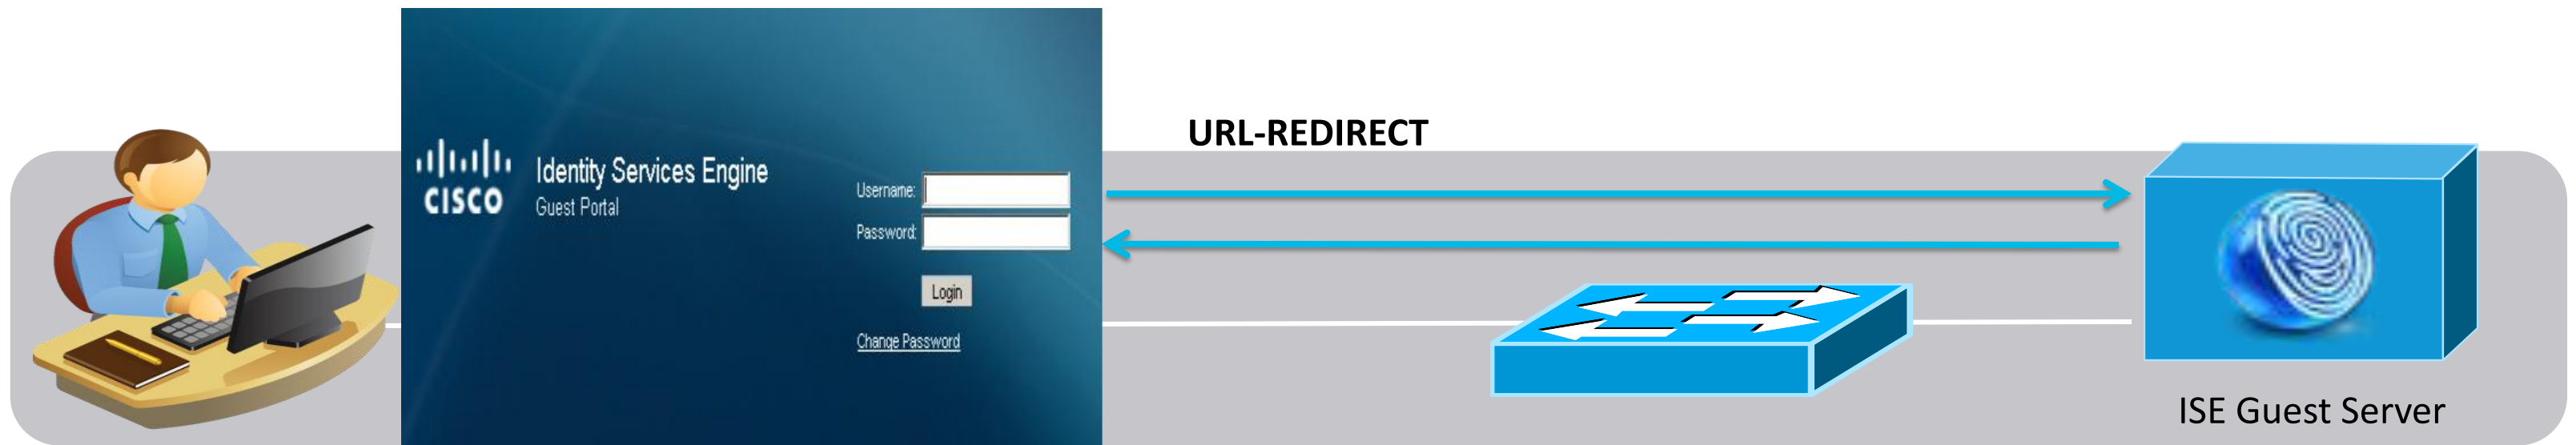 URL-REDIRECT
CISCO
Identity Services Engine
Guest Portal
Username:
Password:
Login
Change Password
ISE Guest Server